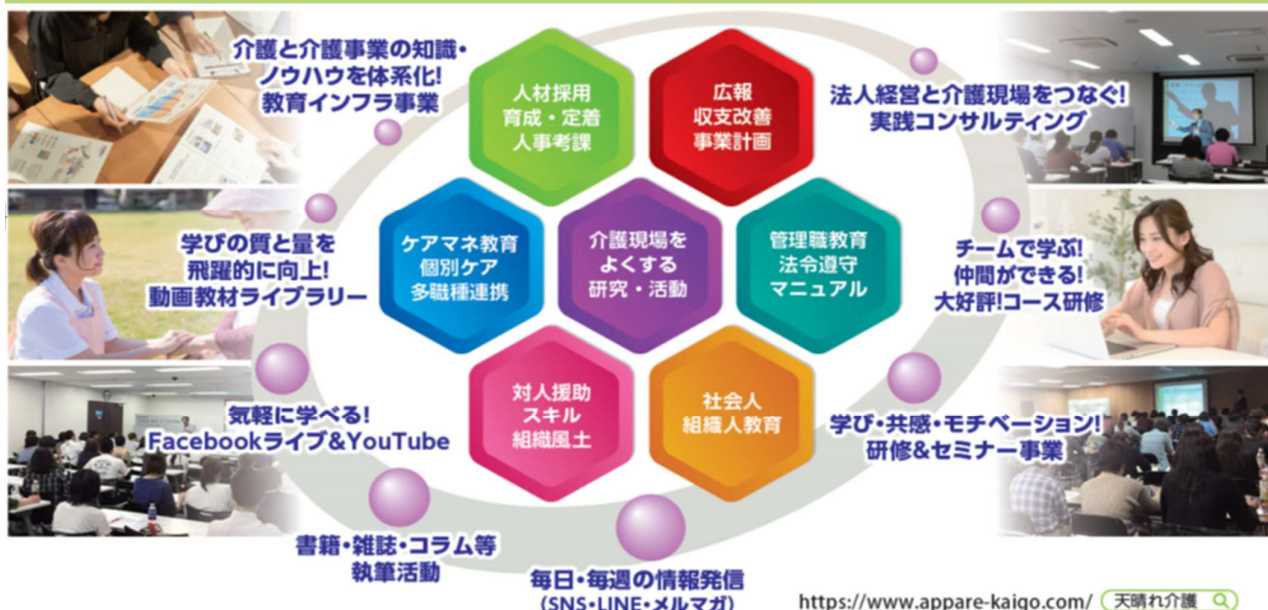 介護と介護事業の知識・
ノウハウを体系化!
教育インフラ事業
人材採用
育成・定着
人事考課
広報
収支改善
事業計画
法人経営と介護現場をつなぐ!
実践コンサルティング
学びの質と量を
飛躍的に向上!
動画教材ライブラリー
ケアマネ教育
個別ケア
多職種連携
介護現場を
よくする
研究・活動
管理職教育
法令遵守
マニュアル
チームで学ぶ!
仲間ができる!
大好評!コース研修
気軽に学べる!
Facebookライブ&YouTube
対人援助
スキル
組織風土
社会人
組織人教育
学び・共感・モチベーション!
研修&セミナー事業
書籍・雑誌・コラム等
執筆活動
毎日・毎週の情報発信
(SNS・LINE・メルマガ)
https://www.appare-kaigo.com/ 天晴れ介護